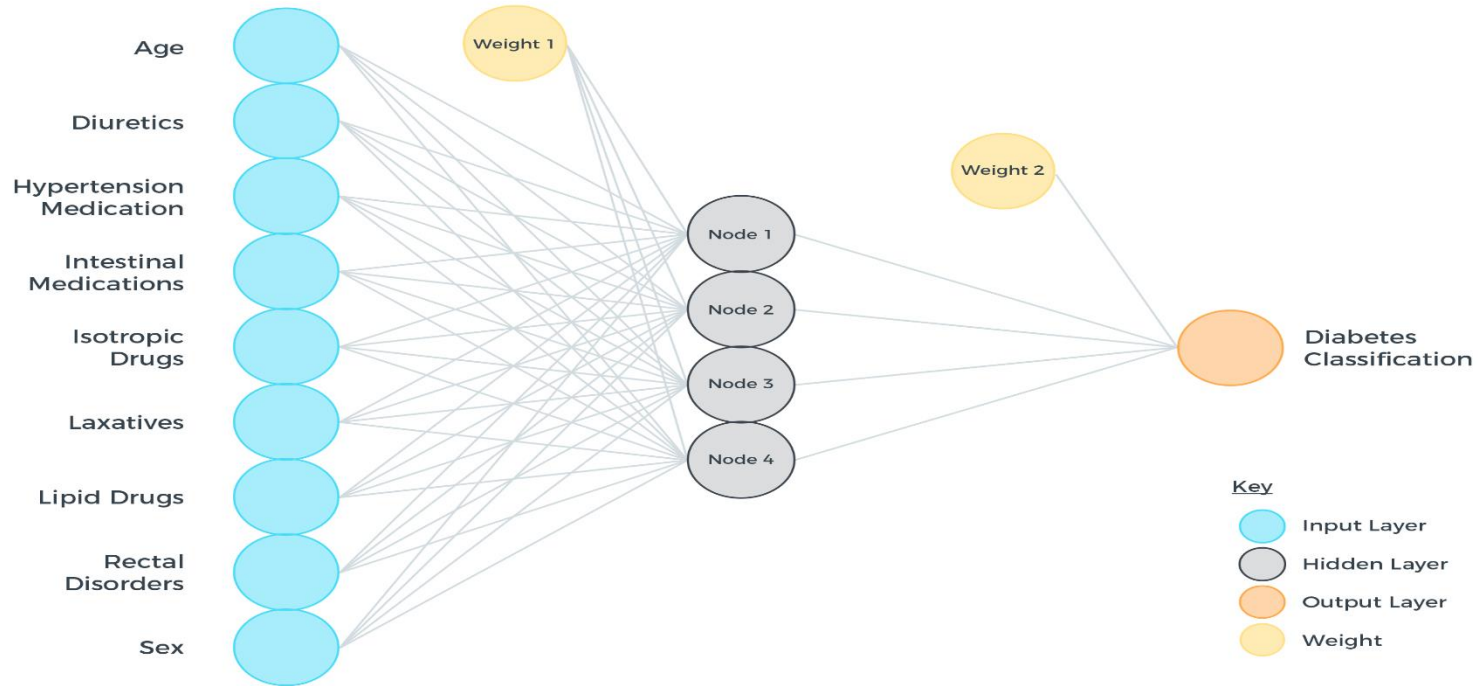 Age
Diuretics
Hypertension
Medication
Intestinal
Medications
Isotropic
Drugs
Laxatives
Lipid Drugs
Rectal
Disorders
Sex
Weight 1
Node 1
Node 2
Node 3
Node 4
Weight 2
Diabetes
Classification
Key
Input Layer
Hidden Layer
Output Layer
Weight